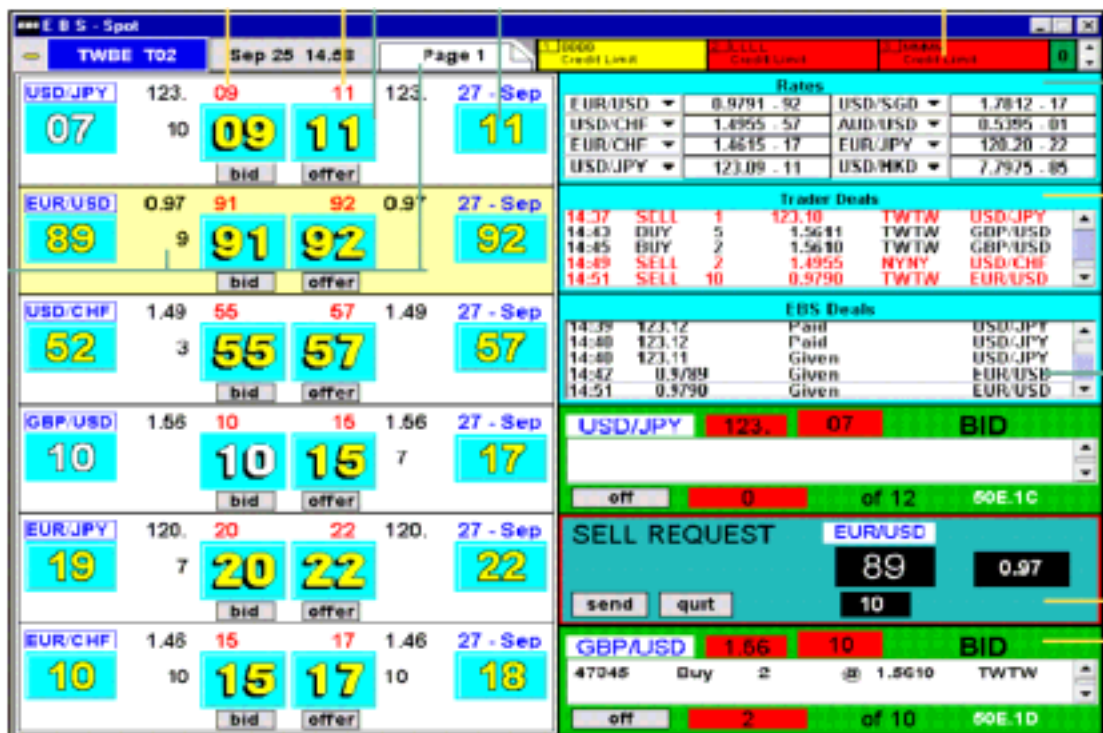 EBS - Spot
TWBE T02 Sep 25 14.53 Page 1
Credit Limit Credit Limit Credit Limit 0
USD/JPY 123. 09 11 123. 27 - Sep
07 10 09 11 11
bid offer
EUR/USD 0.97 91 92 0.97 27 - Sep
89 9 91 92 92
bid offer
USD/CHF 1.49 55 57 1.49 27 - Sep
52 3 55 57 57
bid offer
GBP/USD 1.56 10 15 1.56 27 - Sep
10 10 15 7 17
bid offer
EUR/JPY 120. 20 22 120. 27 - Sep
19 7 20 22 22
bid offer
EUR/CHF 1.46 15 17 1.46 27 - Sep
10 10 15 17 10 18
bid offer
Rates
EUR/USD 0.9791 - 92 USD/SGD 1.7812 - 17
USD/CHF 1.4955 - 57 AUD/USD 0.5395 - 01
EUR/CHF 1.4615 - 17 EUR/JPY 120.20 - 22
USD/JPY 123.09 - 11 USD/HKD 7.7975 - 85
Trader Deals
14:37 SELL 1 123.10 TWTW USD/JPY
14:43 BUY 5 1.5611 TWTW GBP/USD
14:45 BUY 2 1.5610 TWTW GBP/USD
14:49 SELL 2 1.4955 NYNY USD/CHF
14:51 SELL 10 0.9790 TWTW EUR/USD
EBS Deals
14:39 123.12 Paid USD/JPY
14:40 123.12 Paid USD/JPY
14:40 123.11 Given USD/JPY
14:42 0.9789 Given EUR/USD
14:51 0.9790 Given EUR/USD
USD/JPY 123. 07 BID
off 0 of 12 50E.1C
SELL REQUEST EUR/USD
89 0.97
send quit 10
GBP/USD 1.56 10 BID
47045 Buy 2 @ 1.5610 TWTW
off 2 of 10 50E.1D